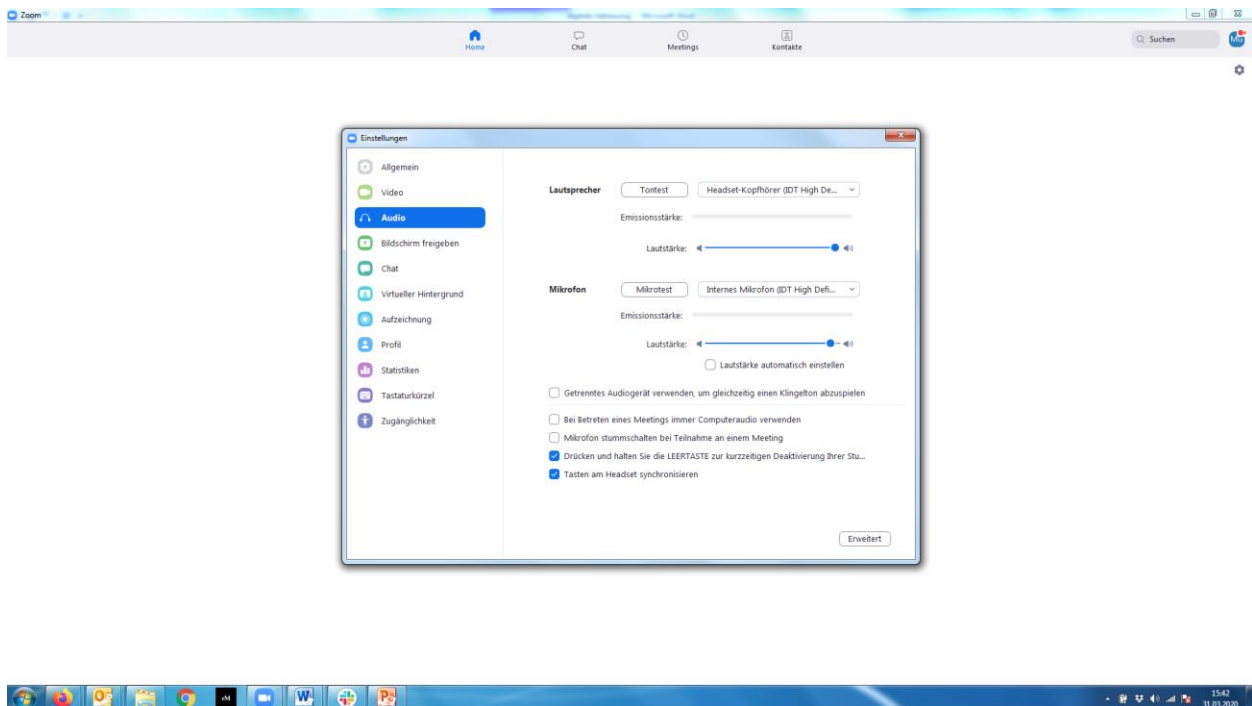 Zoom
Home
Chat
Meetings
Kontakte
Suchen
Einstellungen
Allgemein
Video
Audio
Bildschirm freigeben
Chat
Virtueller Hintergrund
Aufzeichnung
Profil
Statistiken
Tastaturkürzel
Zugänglichkeit
Lautsprecher Tontest Headset-Kopfhörer (IDT High De...
Emissionsstärke:
Lautstärke:
Mikrofon Mikrotest Internes Mikrofon (IDT High Defi...
Emissionsstärke:
Lautstärke:
Lautstärke automatisch einstellen
Getrenntes Audiogerät verwenden, um gleichzeitig einen Klingelton abzuspielen
Bei Betreten eines Meetings immer Computeraudio verwenden
Mikrofon stummschalten bei Teilnahme an einem Meeting
Drücken und halten Sie die LEERTASTE zur kurzzeitigen Deaktivierung Ihrer Stu...
Tasten am Headset synchronisieren
Erweitert
15:42
31.03.2020